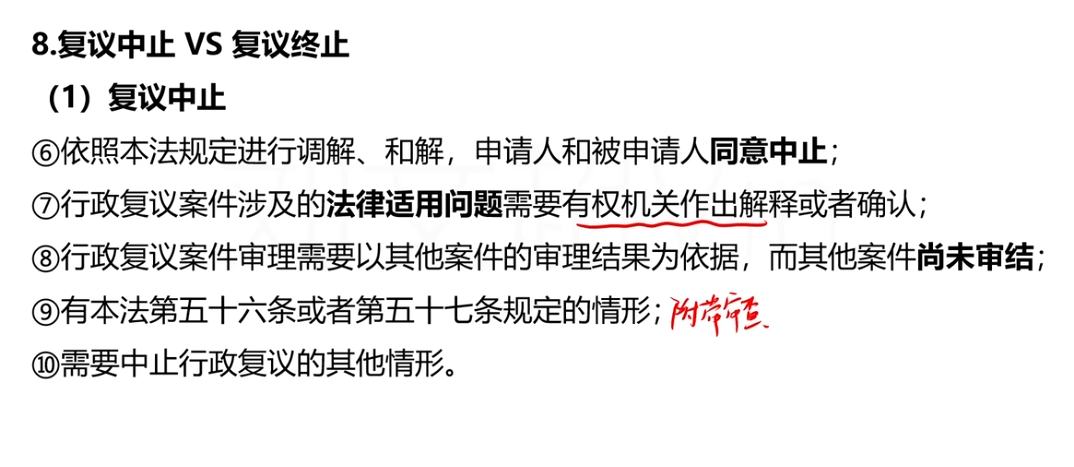 8.复议中止 VS 复议终止
（1）复议中止
⑥依照本法规定进行调解、和解，申请人和被申请人同意中止；
⑦行政复议案件涉及的法律适用问题需要有权机关作出解释或者确认；
⑧行政复议案件审理需要以其他案件的审理结果为依据，而其他案件尚未审结；
⑨有本法第五十六条或者第五十七条规定的情形；附带审查
⑩需要中止行政复议的其他情形。